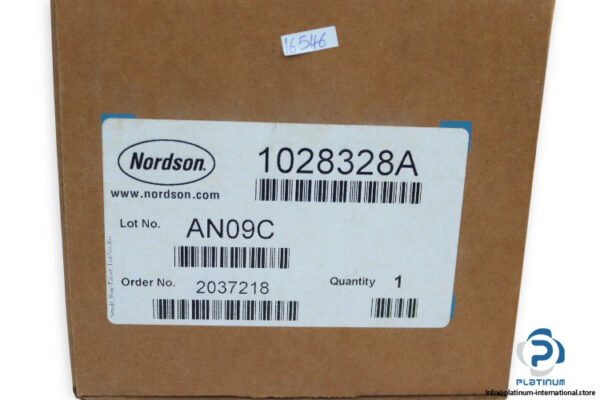 16546
Nordson.
1028328A
www.nordson.com
Lot No. AN09C
Order No. 2037218
Quantity 1
PLATINUM
info@platinum-international.store